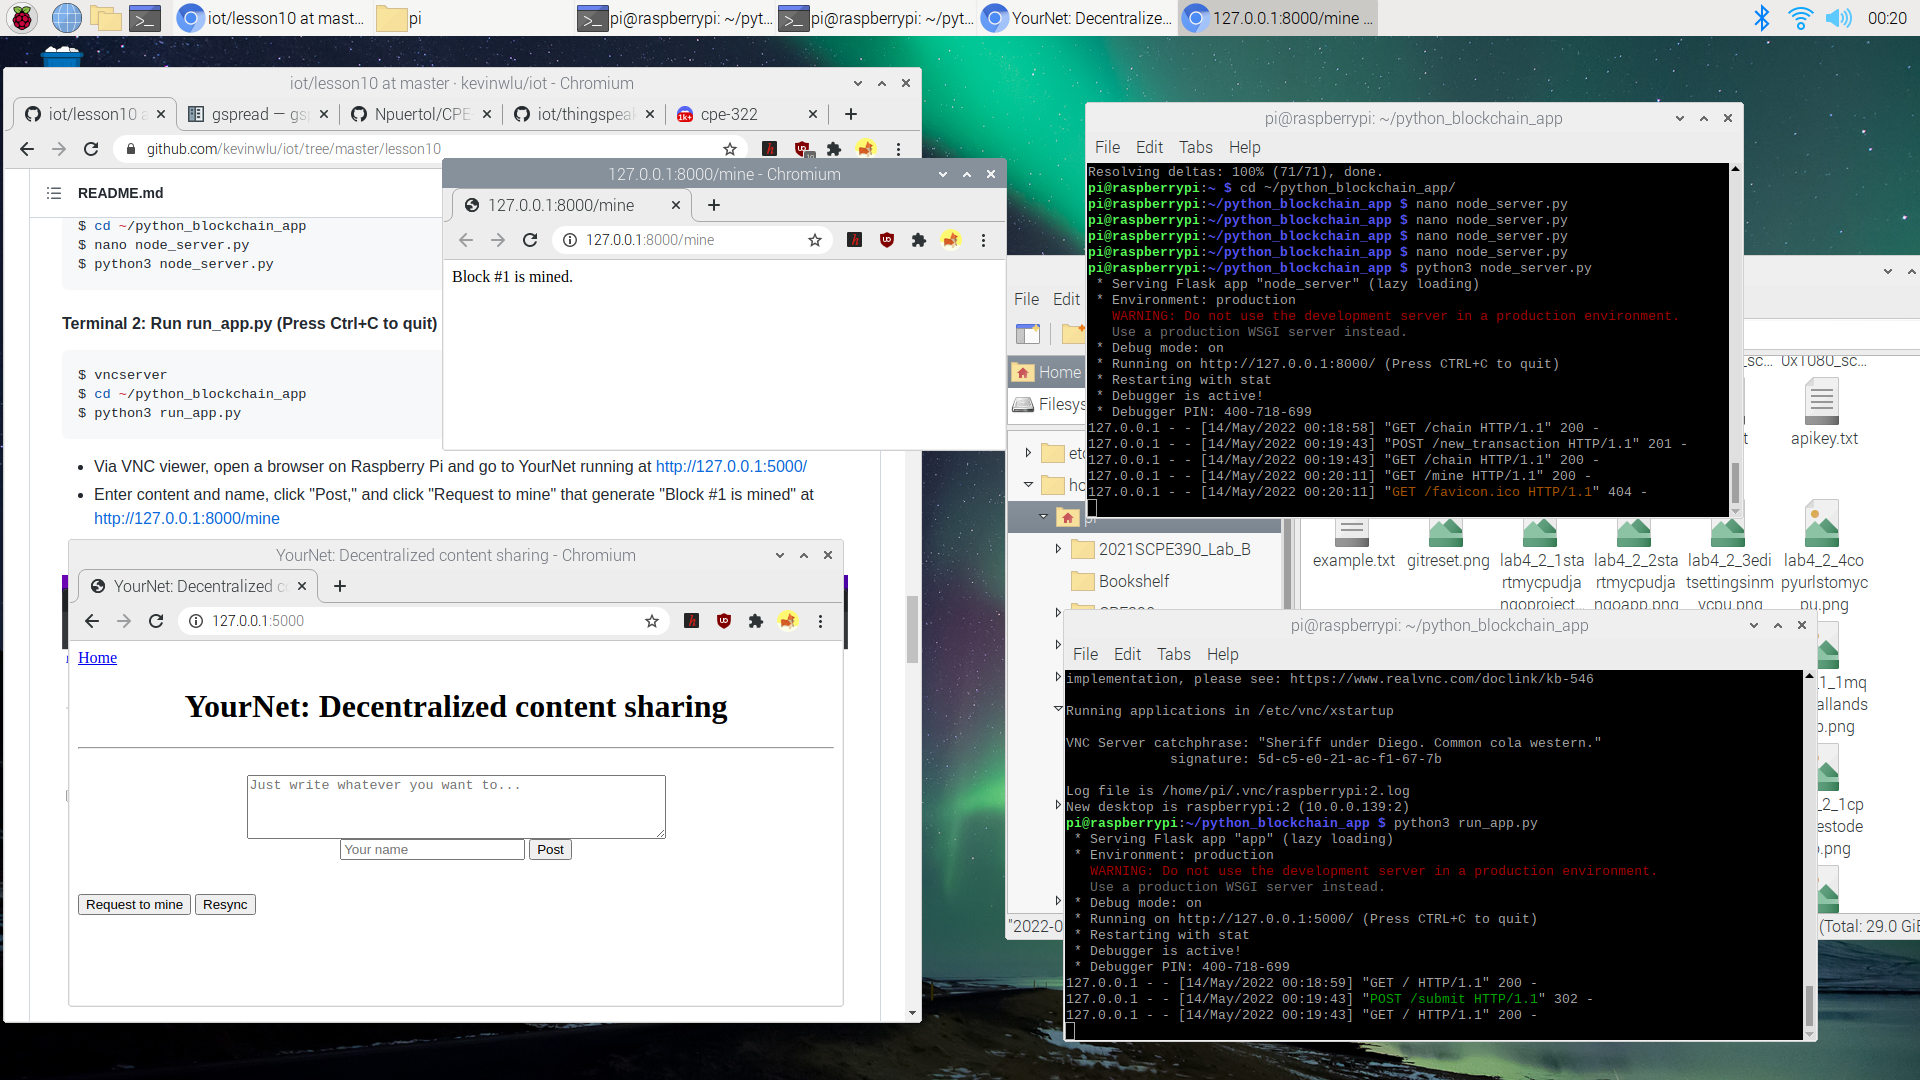 iot/lesson10 at mast...
pi
pi@raspberrypi: ~/pyt...
pi@raspberrypi: ~/pyt...
YourNet: Decentralize...
127.0.0.1:8000/mine ...
00:20
iot/lesson10 at master · kevinwlu/iot - Chromium
iot/lesson10 a
gspread — gs
Npuertol/CPE
iot/thingspeak
cpe-322
github.com/kevinwlu/iot/tree/master/lesson10
README.md
$ cd ~/python_blockchain_app
$ nano node_server.py
$ python3 node_server.py
Terminal 2: Run run_app.py (Press Ctrl+C to quit)
$ vncserver
$ cd ~/python_blockchain_app
$ python3 run_app.py
• Via VNC viewer, open a browser on Raspberry Pi and go to YourNet running at http://127.0.0.1:5000/
• Enter content and name, click "Post," and click "Request to mine" that generate "Block #1 is mined" at
http://127.0.0.1:8000/mine
127.0.0.1:8000/mine - Chromium
127.0.0.1:8000/mine
127.0.0.1:8000/mine
Block #1 is mined.
YourNet: Decentralized content sharing - Chromium
YourNet: Decentralized c
127.0.0.1:5000
Home
YourNet: Decentralized content sharing
Just write whatever you want to...
Your name
Post
Request to mine
Resync
pi@raspberrypi: ~/python_blockchain_app
File Edit Tabs Help
Resolving deltas: 100% (71/71), done.
pi@raspberrypi:~ $ cd ~/python_blockchain_app/
pi@raspberrypi:~/python_blockchain_app $ nano node_server.py
pi@raspberrypi:~/python_blockchain_app $ nano node_server.py
pi@raspberrypi:~/python_blockchain_app $ nano node_server.py
pi@raspberrypi:~/python_blockchain_app $ nano node_server.py
pi@raspberrypi:~/python_blockchain_app $ python3 node_server.py
* Serving Flask app "node_server" (lazy loading)
* Environment: production
WARNING: Do not use the development server in a production environment.
Use a production WSGI server instead.
* Debug mode: on
* Running on http://127.0.0.1:8000/ (Press CTRL+C to quit)
* Restarting with stat
* Debugger is active!
* Debugger PIN: 400-718-699
127.0.0.1 - - [14/May/2022 00:18:58] "GET /chain HTTP/1.1" 200 -
127.0.0.1 - - [14/May/2022 00:19:43] "POST /new_transaction HTTP/1.1" 201 -
127.0.0.1 - - [14/May/2022 00:19:43] "GET /chain HTTP/1.1" 200 -
127.0.0.1 - - [14/May/2022 00:20:11] "GET /mine HTTP/1.1" 200 -
127.0.0.1 - - [14/May/2022 00:20:11] "GET /favicon.ico HTTP/1.1" 404 -
File Edit
Home
Filesys
etc
ho
pi
2021SCPE390_Lab_B
Bookshelf
0x1080_sc...
apikey.txt
example.txt
gitreset.png
lab4_2_1sta
rtmycpudja
ngoproject...
lab4_2_2sta
rtmycpudja
ngoapp.png
lab4_2_3edi
tsettingsinm
ycpu.png
lab4_2_4co
pyurlstomyc
pu.png
_1_1mq
allands
p.png
_2_1cp
estode
.png
"2022-0
(Total: 29.0 GiB
pi@raspberrypi: ~/python_blockchain_app
File Edit Tabs Help
implementation, please see: https://www.realvnc.com/doclink/kb-546
Running applications in /etc/vnc/xstartup
VNC Server catchphrase: "Sheriff under Diego. Common cola western."
signature: 5d-c5-e0-21-ac-f1-67-7b
Log file is /home/pi/.vnc/raspberrypi:2.log
New desktop is raspberrypi:2 (10.0.0.139:2)
pi@raspberrypi:~/python_blockchain_app $ python3 run_app.py
* Serving Flask app "app" (lazy loading)
* Environment: production
WARNING: Do not use the development server in a production environment.
Use a production WSGI server instead.
* Debug mode: on
* Running on http://127.0.0.1:5000/ (Press CTRL+C to quit)
* Restarting with stat
* Debugger is active!
* Debugger PIN: 400-718-699
127.0.0.1 - - [14/May/2022 00:18:59] "GET / HTTP/1.1" 200 -
127.0.0.1 - - [14/May/2022 00:19:43] "POST /submit HTTP/1.1" 302 -
127.0.0.1 - - [14/May/2022 00:19:43] "GET / HTTP/1.1" 200 -